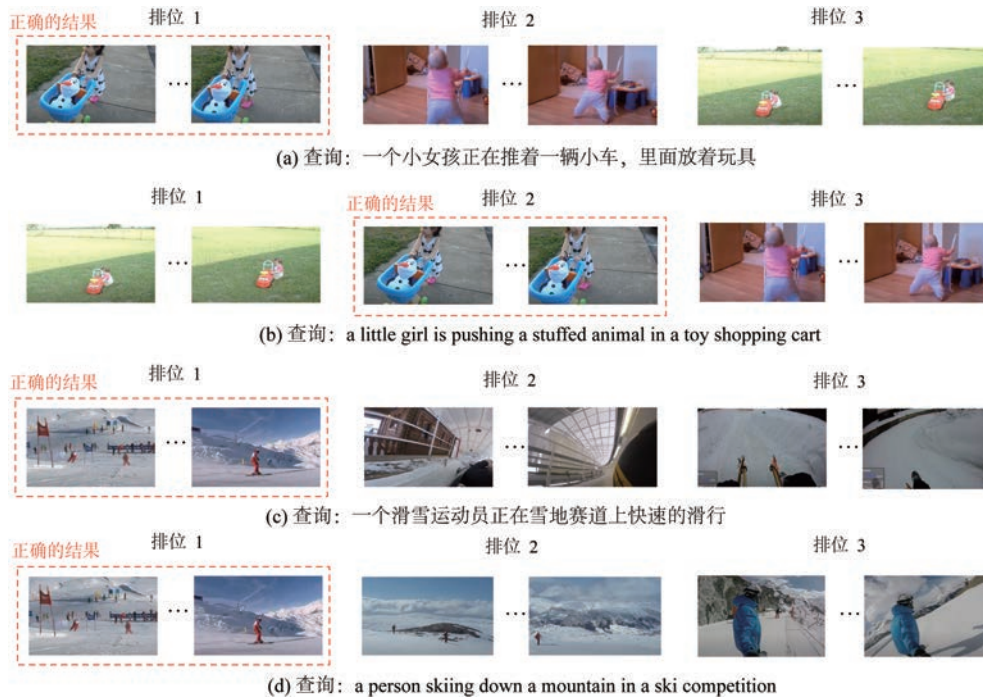 正确的结果
排位 1
排位 2
排位 3
(a) 查询：一个小女孩正在推着一辆小车，里面放着玩具
排位 1
正确的结果
排位 2
排位 3
(b) 查询：a little girl is pushing a stuffed animal in a toy shopping cart
正确的结果
排位 1
排位 2
排位 3
(c) 查询：一个滑雪运动员正在雪地赛道上快速的滑行
正确的结果
排位 1
排位 2
排位 3
(d) 查询：a person skiing down a mountain in a ski competition